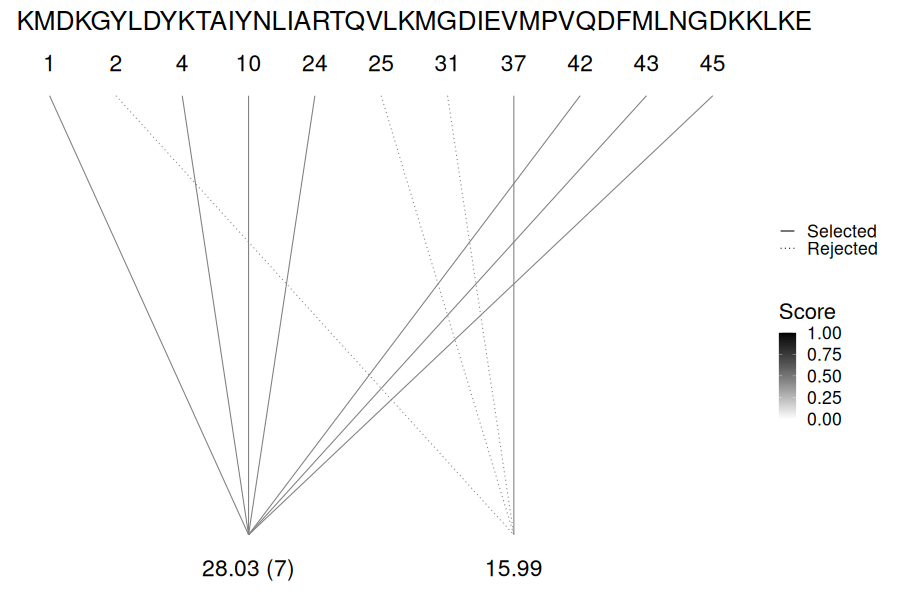 KMDKGYLDYKTAIYNLIARTQVLKMGDIEVMPVQDFMLNGDKKLKE
1 2 4 10 24 25 31 37 42 43 45
Selected
Rejected
Score
1.00
0.75
0.50
0.25
0.00
28.03 (7) 15.99